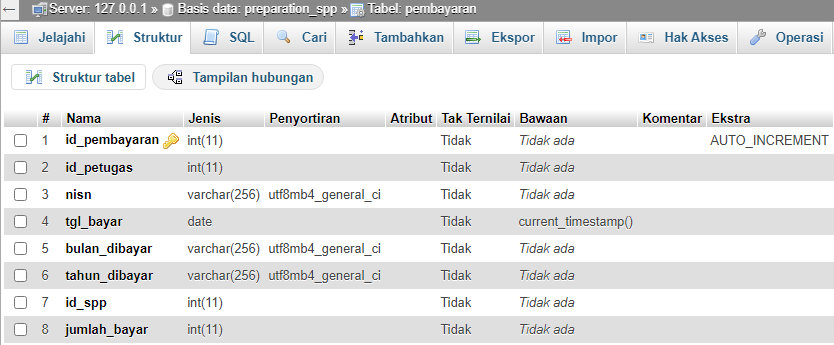 Server: 127.0.0.1 » Basis data: preparation_spp » Tabel: pembayaran
Jelajahi Struktur SQL Cari Tambahkan Ekspor Impor Hak Akses Operasi
Struktur tabel Tampilan hubungan
# Nama Jenis Penyortiran Atribut Tak Ternilai Bawaan Komentar Ekstra
1 id_pembayaran int(11) Tidak Tidak ada AUTO_INCREMENT
2 id_petugas int(11) Tidak Tidak ada
3 nisn varchar(256) utf8mb4_general_ci Tidak Tidak ada
4 tgl_bayar date Tidak current_timestamp()
5 bulan_dibayar varchar(256) utf8mb4_general_ci Tidak Tidak ada
6 tahun_dibayar varchar(256) utf8mb4_general_ci Tidak Tidak ada
7 id_spp int(11) Tidak Tidak ada
8 jumlah_bayar int(11) Tidak Tidak ada